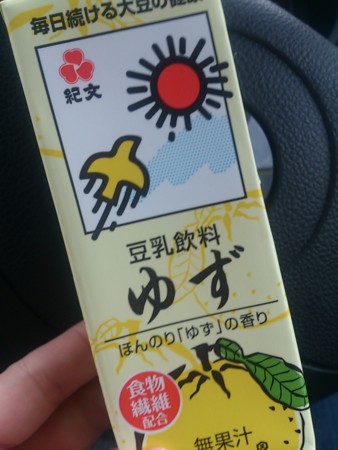 毎日続ける大豆の健康
紀文
豆乳飲料
ゆず
ほんのり「ゆず」の香り
食物
繊維
配合
無果汁
®